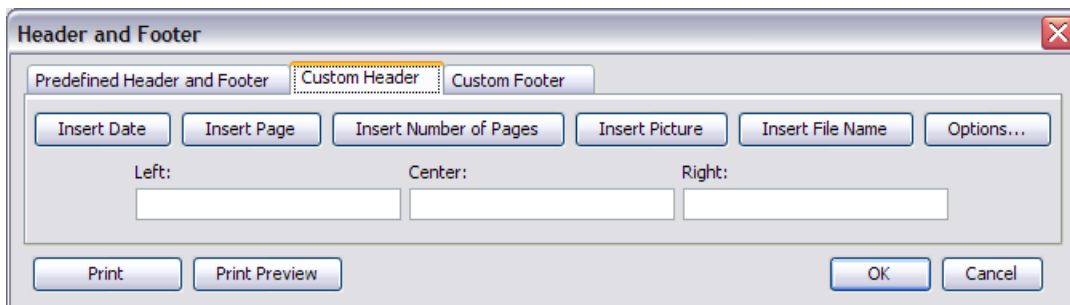 Header and Footer
Predefined Header and Footer Custom Header Custom Footer
Insert Date Insert Page Insert Number of Pages Insert Picture Insert File Name Options...
Left: Center: Right:
Print Print Preview OK Cancel